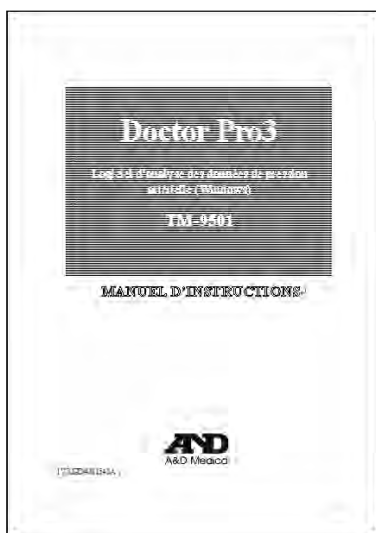 Doctor Pro3
Logiciel d'analyse des données de pression
artérielle (Windows)
TM-9501
MANUEL D'INSTRUCTIONS
AND
A&D Medical